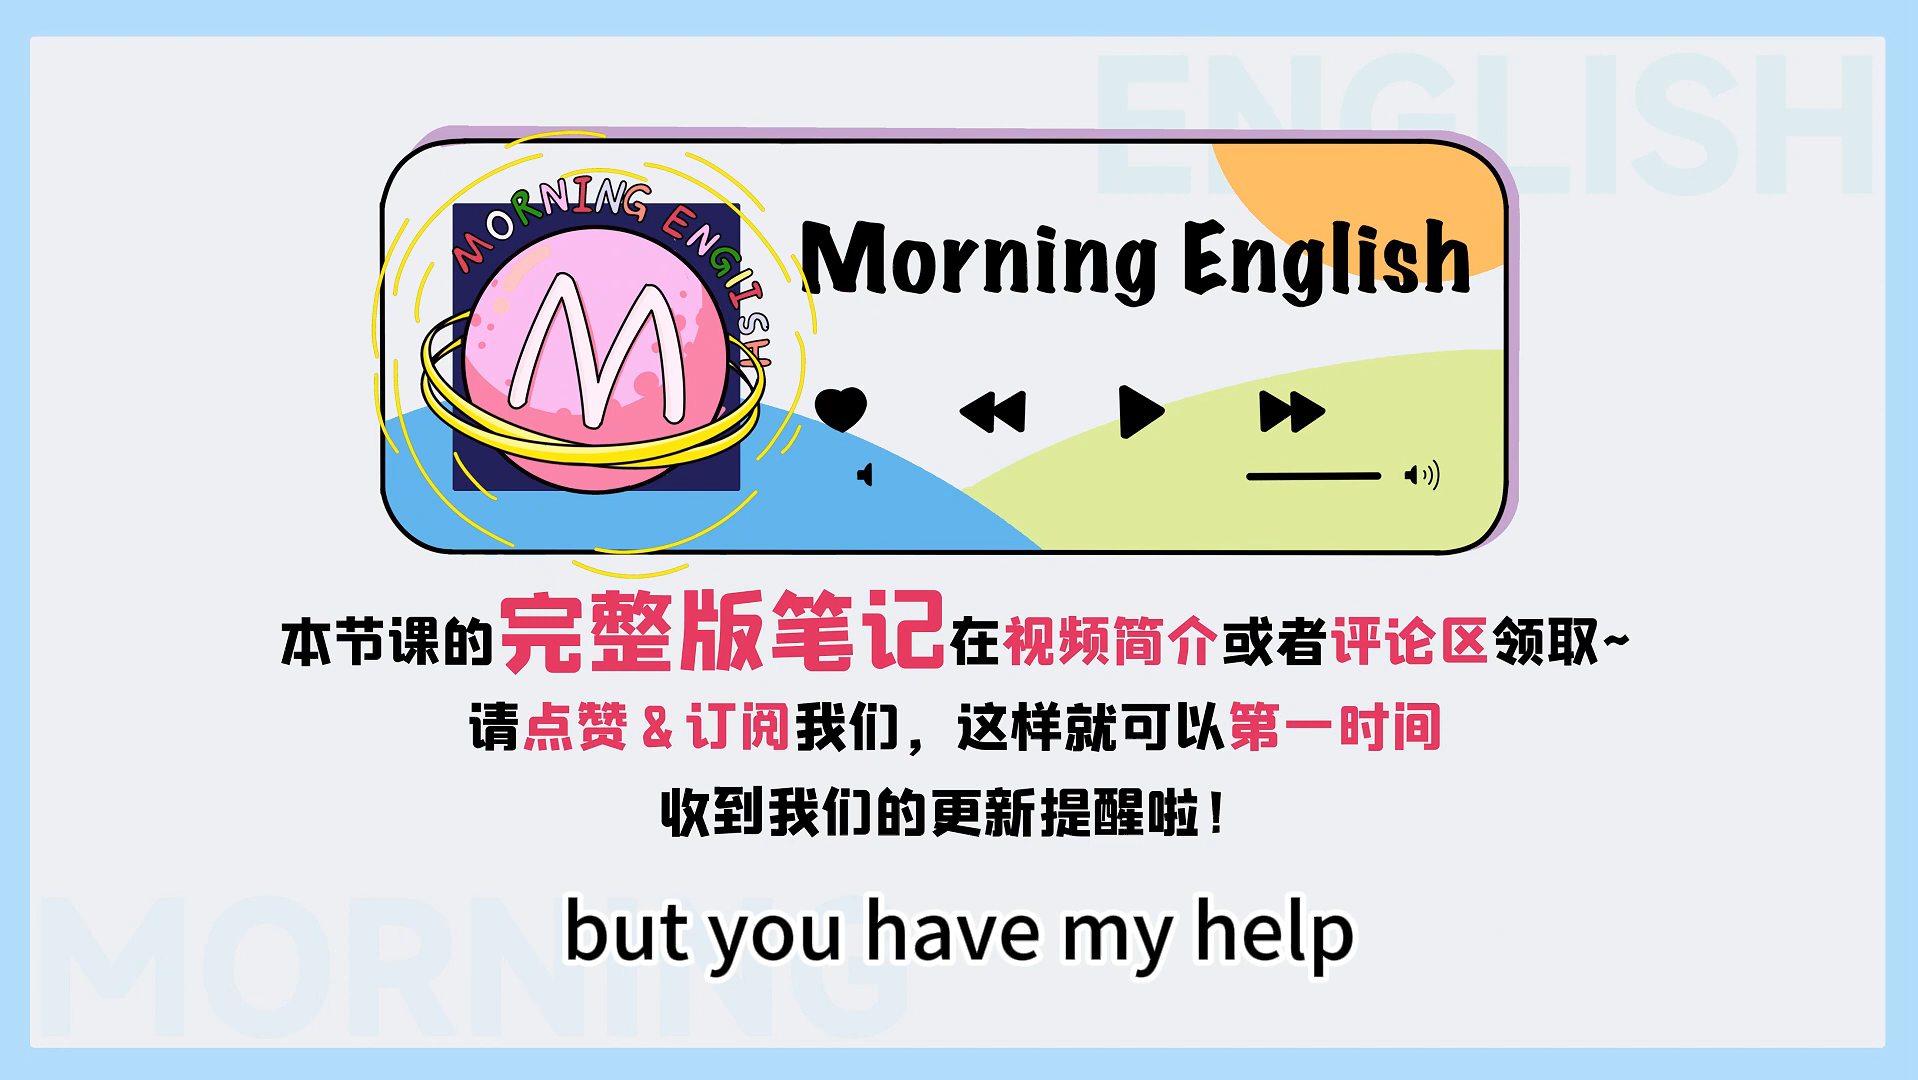 ENGLISH
MORNING ENGLISH
M
Morning English
本节课的完整版笔记在视频简介或者评论区领取~
请点赞&订阅我们，这样就可以第一时间
收到我们的更新提醒啦！
MORNING
but you have my help